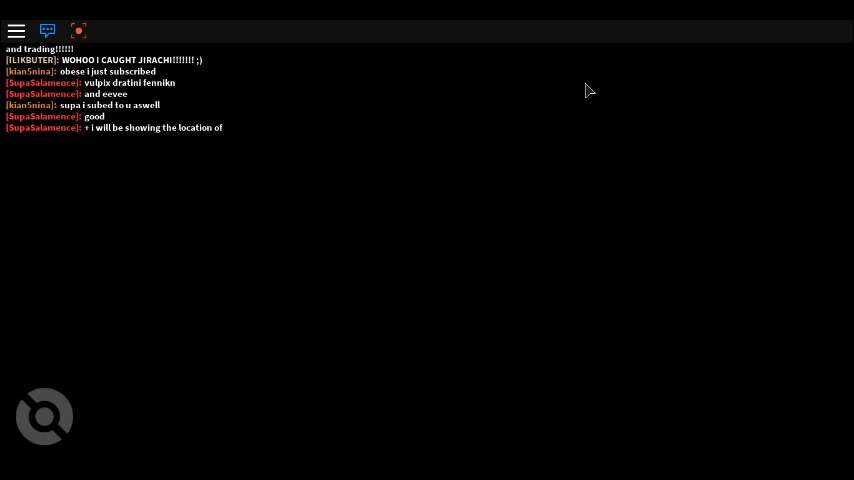 and trading!!!!!!
[ILIKBUTER]: WOHOO I CAUGHT JIRACHI!!!!!!! ;)
[kian5nina]: obese i just subscribed
[SupaSalamence]: vulpix dratini fennikn
[SupaSalamence]: and eevee
[kian5nina]: supa i subed to u aswell
[SupaSalamence]: good
[SupaSalamence]: + i will be showing the location of